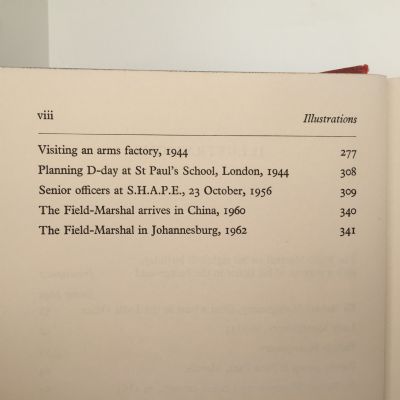 viii
Illustrations
Visiting an arms factory, 1944 277
Planning D-day at St Paul's School, London, 1944 308
Senior officers at S.H.A.P.E., 23 October, 1956 309
The Field-Marshal arrives in China, 1960 340
The Field-Marshal in Johannesburg, 1962 341